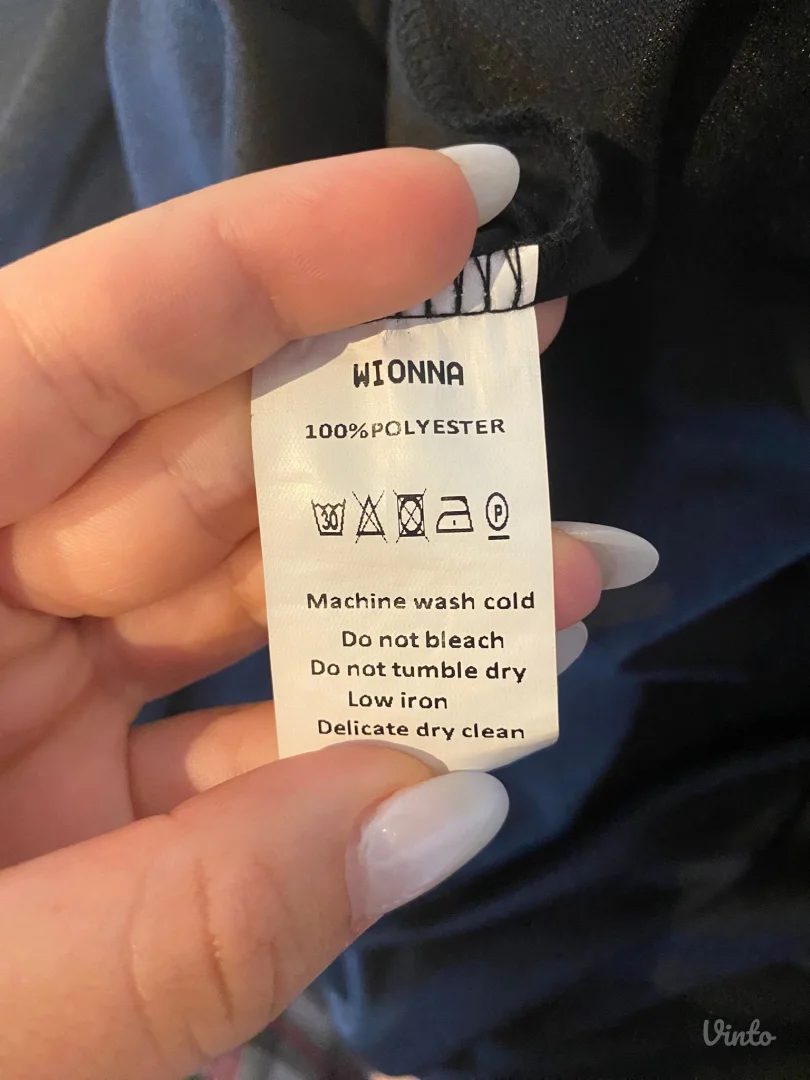 WIONNA
100%POLYESTER
30 P
Machine wash cold
Do not bleach
Do not tumble dry
Low iron
Delicate dry clean
Vinto